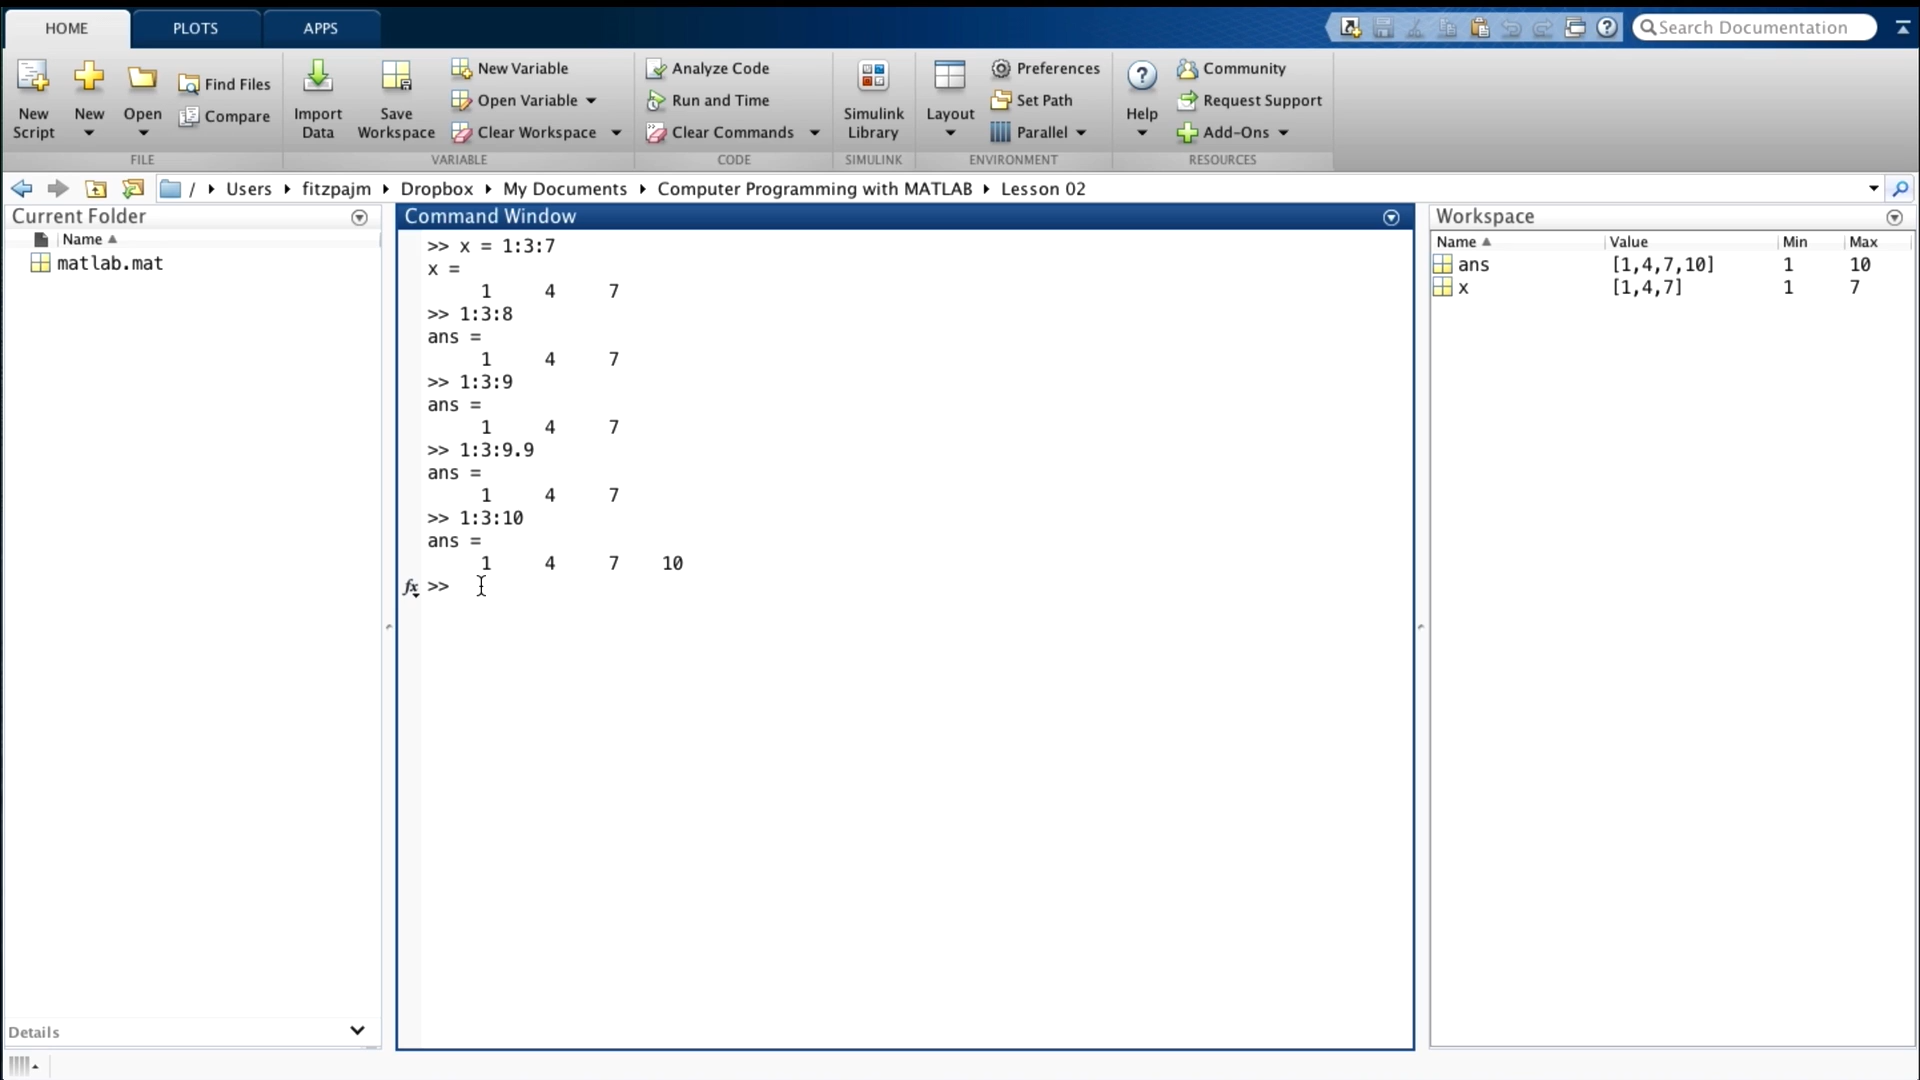 HOME PLOTS APPS Search Documentation
New Script New Open Find Files Compare
FILE
Import Data Save Workspace New Variable Open Variable Clear Workspace
VARIABLE
Analyze Code Run and Time Clear Commands
CODE
Simulink Library
SIMULINK
Layout Preferences Set Path Parallel
ENVIRONMENT
Help Community Request Support Add-Ons
RESOURCES
/ Users fitzpajm Dropbox My Documents Computer Programming with MATLAB Lesson 02
Current Folder
Name
matlab.mat
Details
Command Window
>> x = 1:3:7
x =
1 4 7
>> 1:3:8
ans =
1 4 7
>> 1:3:9
ans =
1 4 7
>> 1:3:9.9
ans =
1 4 7
>> 1:3:10
ans =
1 4 7 10
fx >>
Workspace
Name Value Min Max
ans [1,4,7,10] 1 10
x [1,4,7] 1 7